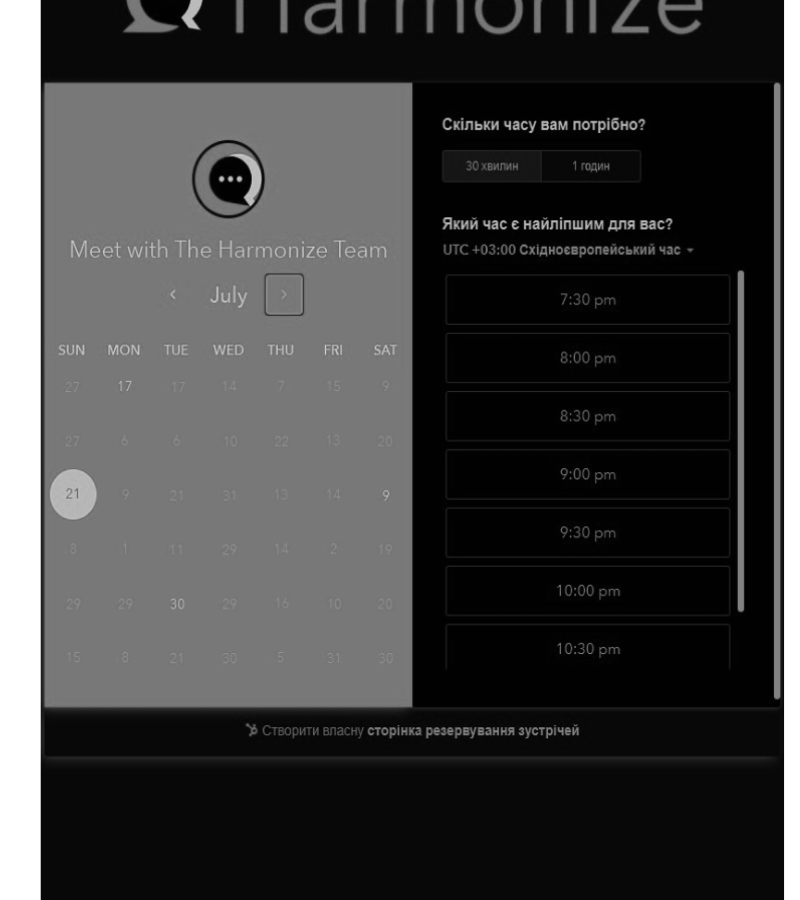 Harmonize
Meet with The Harmonize Team
July
SUN MON TUE WED THU FRI SAT
27 17 17 14 7 15 9
27 6 6 10 22 13 20
21 9 21 31 13 14 9
8 1 11 29 14 2 19
29 29 30 29 16 10 20
15 8 21 30 5 31 30
Скільки часу вам потрібно?
30 хвилин 1 годин
Який час є найліпшим для вас?
UTC +03:00 Східноєвропейський час
7:30 pm
8:00 pm
8:30 pm
9:00 pm
9:30 pm
10:00 pm
10:30 pm
Створити власну сторінка резервування зустрічей